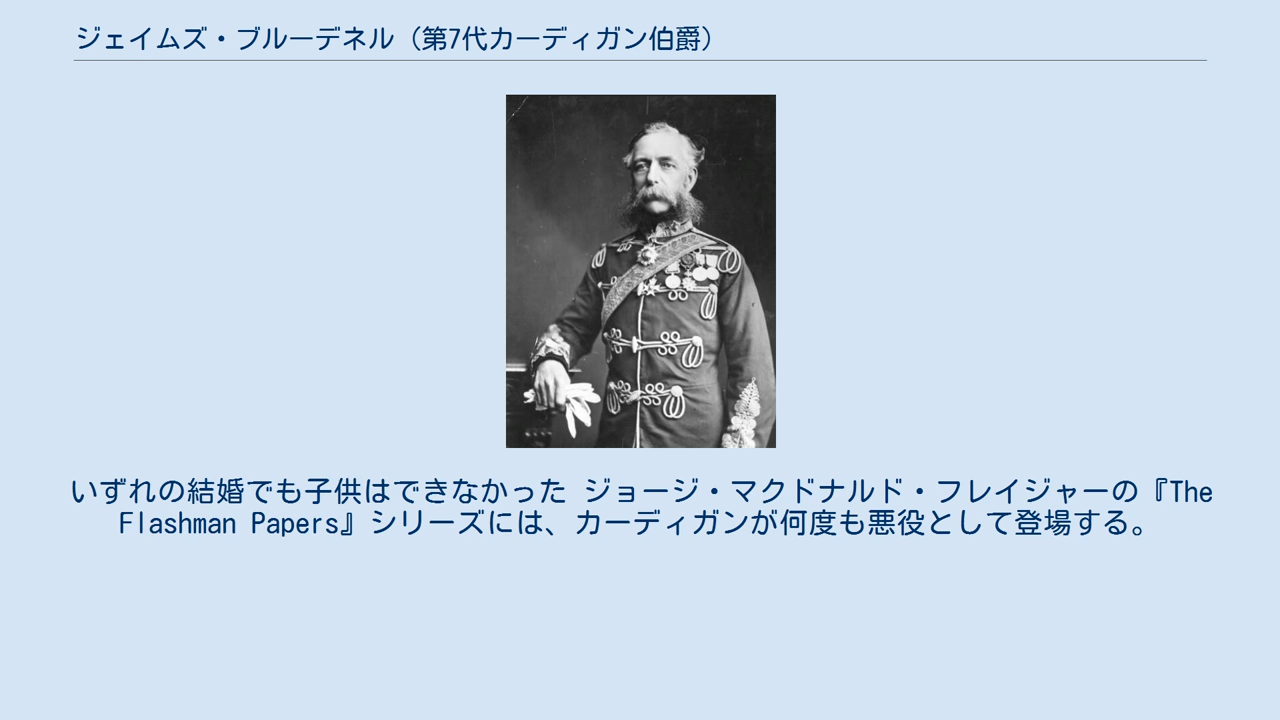 ジェイムズ・ブルーデネル（第7代カーディガン伯爵）
いずれの結婚でも子供はできなかった ジョージ・マクドナルド・フレイジャーの『The
Flashman Papers』シリーズには、カーディガンが何度も悪役として登場する。